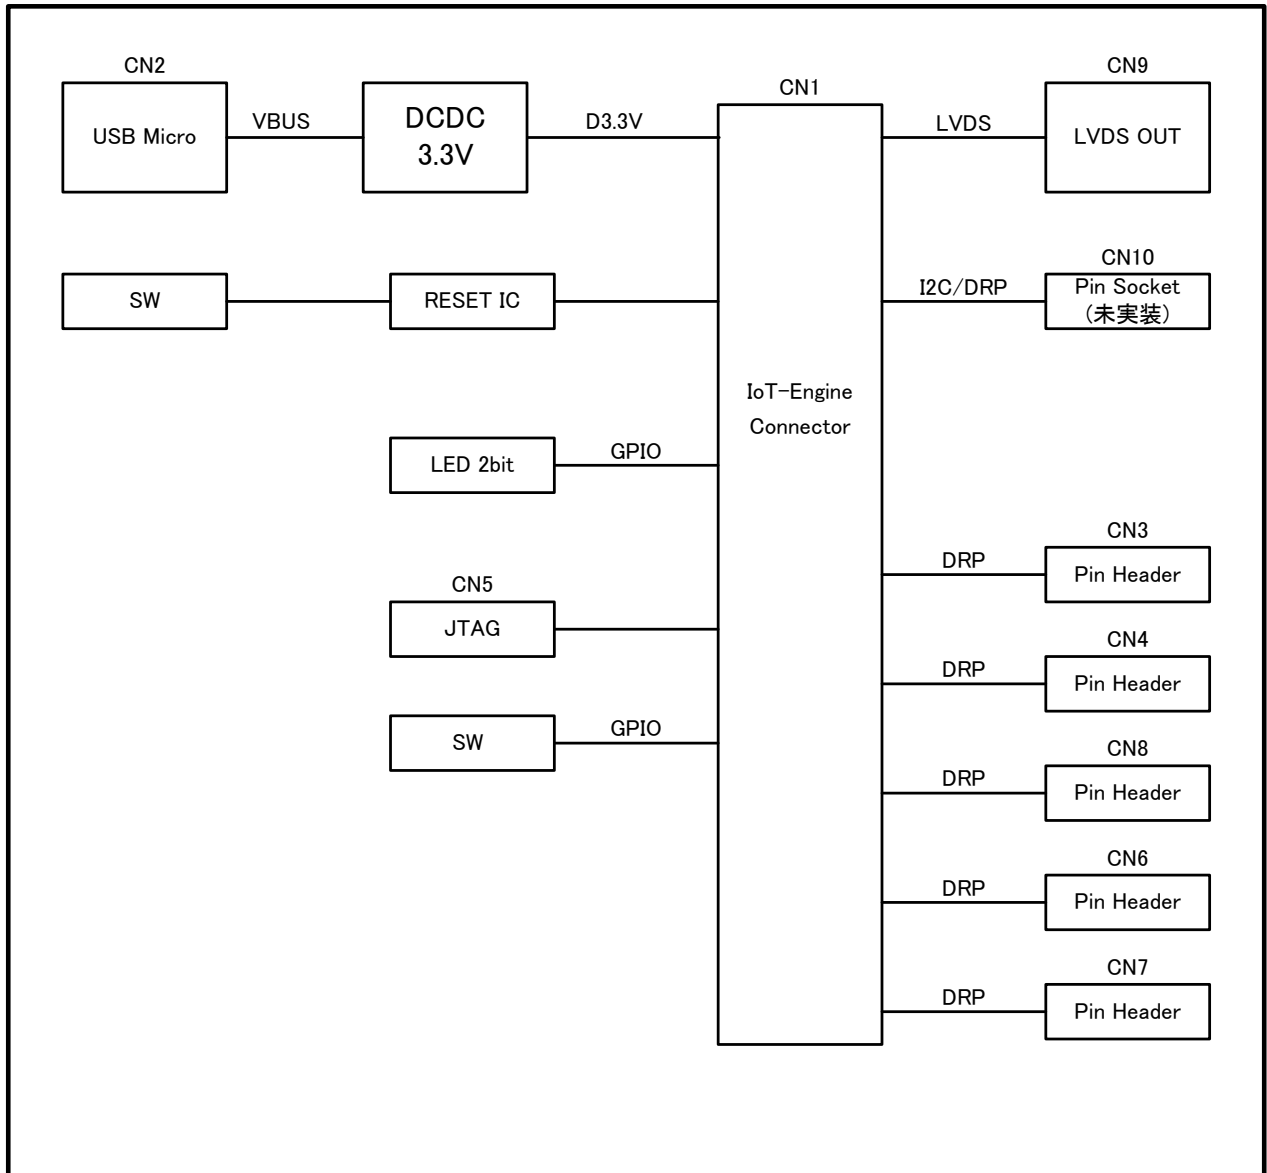 CN2
USB Micro
VBUS
DCDC
3.3V
D3.3V
CN1
IoT-Engine
Connector
LVDS
CN9
LVDS OUT
SW
RESET IC
I2C/DRP
CN10
Pin Socket
(未実装)
LED 2bit
GPIO
CN5
JTAG
SW
GPIO
DRP
CN3
Pin Header
DRP
CN4
Pin Header
DRP
CN8
Pin Header
DRP
CN6
Pin Header
DRP
CN7
Pin Header